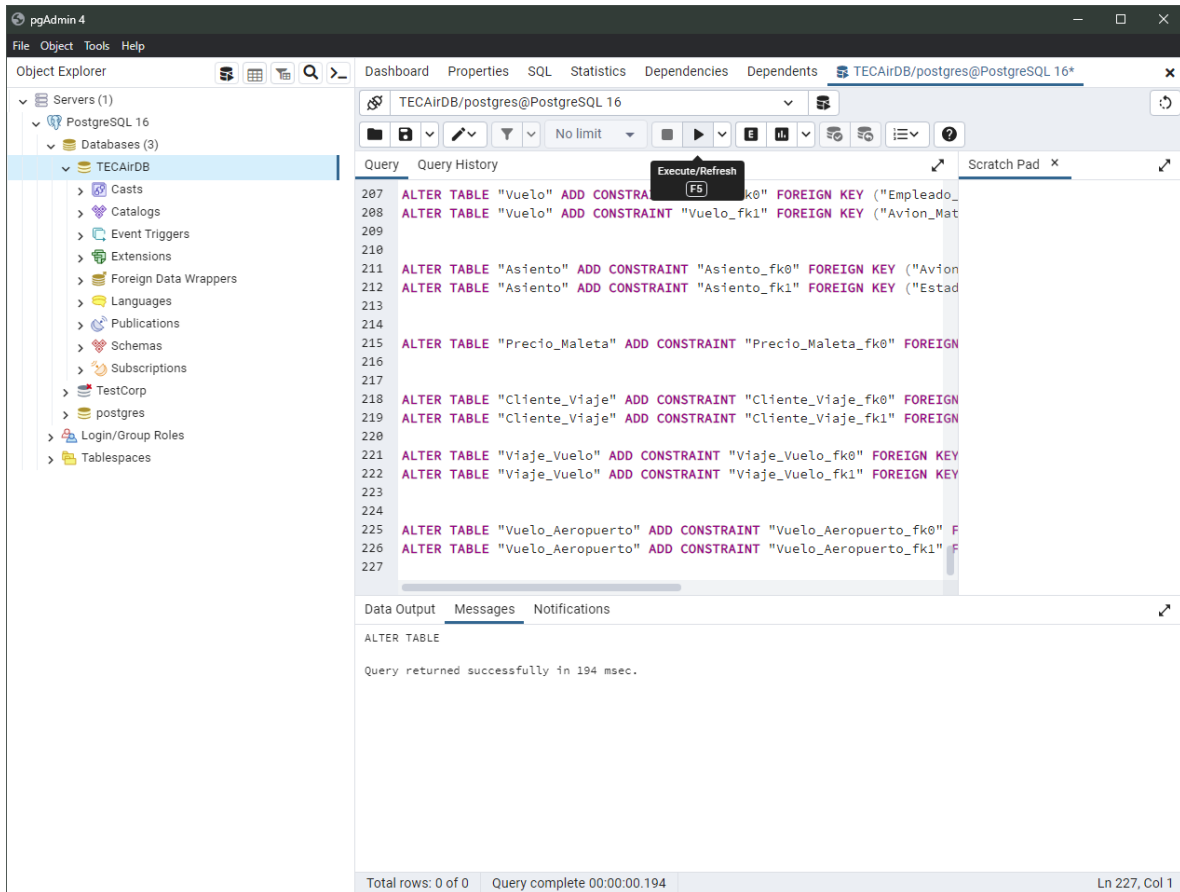 pgAdmin 4
File Object Tools Help
Object Explorer
Dashboard Properties SQL Statistics Dependencies Dependents TECAirDB/postgres@PostgreSQL 16*
Servers (1)
PostgreSQL 16
Databases (3)
TECAirDB
Casts
Catalogs
Event Triggers
Extensions
Foreign Data Wrappers
Languages
Publications
Schemas
Subscriptions
TestCorp
postgres
Login/Group Roles
Tablespaces
TECAirDB/postgres@PostgreSQL 16
No limit
E
Query Query History
Execute/Refresh
F5
Scratch Pad
207 ALTER TABLE "Vuelo" ADD CONSTRA k0" FOREIGN KEY ("Empleado_
208 ALTER TABLE "Vuelo" ADD CONSTRAINT "Vuelo_fk1" FOREIGN KEY ("Avion_Mat
209
210
211 ALTER TABLE "Asiento" ADD CONSTRAINT "Asiento_fk0" FOREIGN KEY ("Avion
212 ALTER TABLE "Asiento" ADD CONSTRAINT "Asiento_fk1" FOREIGN KEY ("Estad
213
214
215 ALTER TABLE "Precio_Maleta" ADD CONSTRAINT "Precio_Maleta_fk0" FOREIGN
216
217
218 ALTER TABLE "Cliente_Viaje" ADD CONSTRAINT "Cliente_Viaje_fk0" FOREIGN
219 ALTER TABLE "Cliente_Viaje" ADD CONSTRAINT "Cliente_Viaje_fk1" FOREIGN
220
221 ALTER TABLE "Viaje_Vuelo" ADD CONSTRAINT "Viaje_Vuelo_fk0" FOREIGN KEY
222 ALTER TABLE "Viaje_Vuelo" ADD CONSTRAINT "Viaje_Vuelo_fk1" FOREIGN KEY
223
224
225 ALTER TABLE "Vuelo_Aeropuerto" ADD CONSTRAINT "Vuelo_Aeropuerto_fk0" F
226 ALTER TABLE "Vuelo_Aeropuerto" ADD CONSTRAINT "Vuelo_Aeropuerto_fk1" F
227
Data Output Messages Notifications
ALTER TABLE
Query returned successfully in 194 msec.
Total rows: 0 of 0 Query complete 00:00:00.194 Ln 227, Col 1